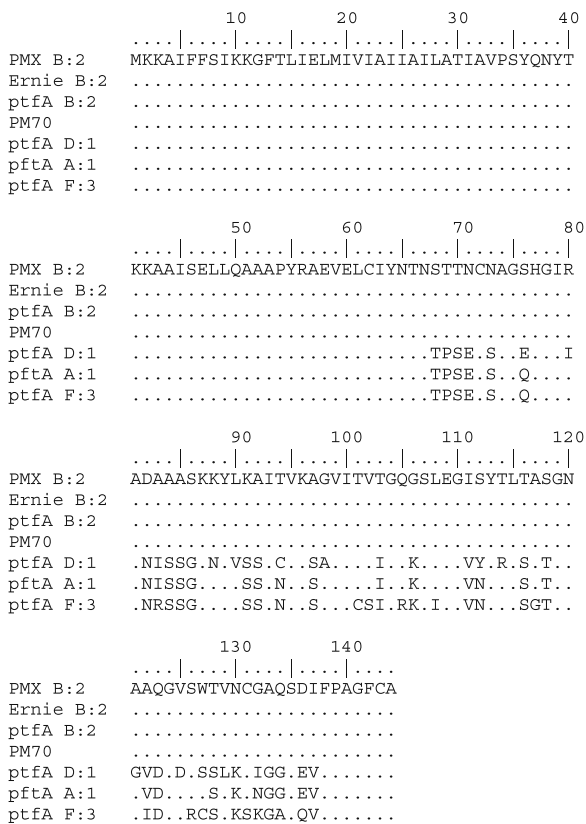 10 20 30 40
....|....|....|....|....|....|....|....|
PMX B:2 MKKAIFFSIKKGFTLIELMIVIAIIAILATIAVPSYQNYT
Ernie B:2 ........................................
ptfA B:2 ........................................
PM70 ........................................
ptfA D:1 ........................................
pftA A:1 ........................................
ptfA F:3 ........................................
50 60 70 80
....|....|....|....|....|....|....|....|
PMX B:2 KKAAISELLQAAAPYRAEVELCIYNTNSTTNCNAGSHGIR
Ernie B:2 ........................................
ptfA B:2 ........................................
PM70 ........................................
ptfA D:1 ...........................TPSE.S..E...I
pftA A:1 ...........................TPSE.S..Q....
ptfA F:3 ...........................TPSE.S..Q....
90 100 110 120
....|....|....|....|....|....|....|....|
PMX B:2 ADAAASKKYLKAITVKAGVITVTGQGSLEGISYTLTASGN
Ernie B:2 ........................................
ptfA B:2 ........................................
PM70 ........................................
ptfA D:1 .NISSG.N.VSS.C..SA....I..K....VY.R.S.T..
pftA A:1 .NISSG....SS.N..S.....I..K....VN...S.T..
ptfA F:3 .NRSSG....SS.N..S...CSI.RK.I..VN...SGT..
130 140
....|....|....|....|....
PMX B:2 AAQGVSWTVNCGAQSDIFPAGFCA
Ernie B:2 ........................
ptfA B:2 ........................
PM70 ........................
ptfA D:1 GVD.D.SSLK.IGG.EV.......
pftA A:1 .VD....S.K.NGG.EV.......
ptfA F:3 .ID..RCS.KSKGA.QV.......